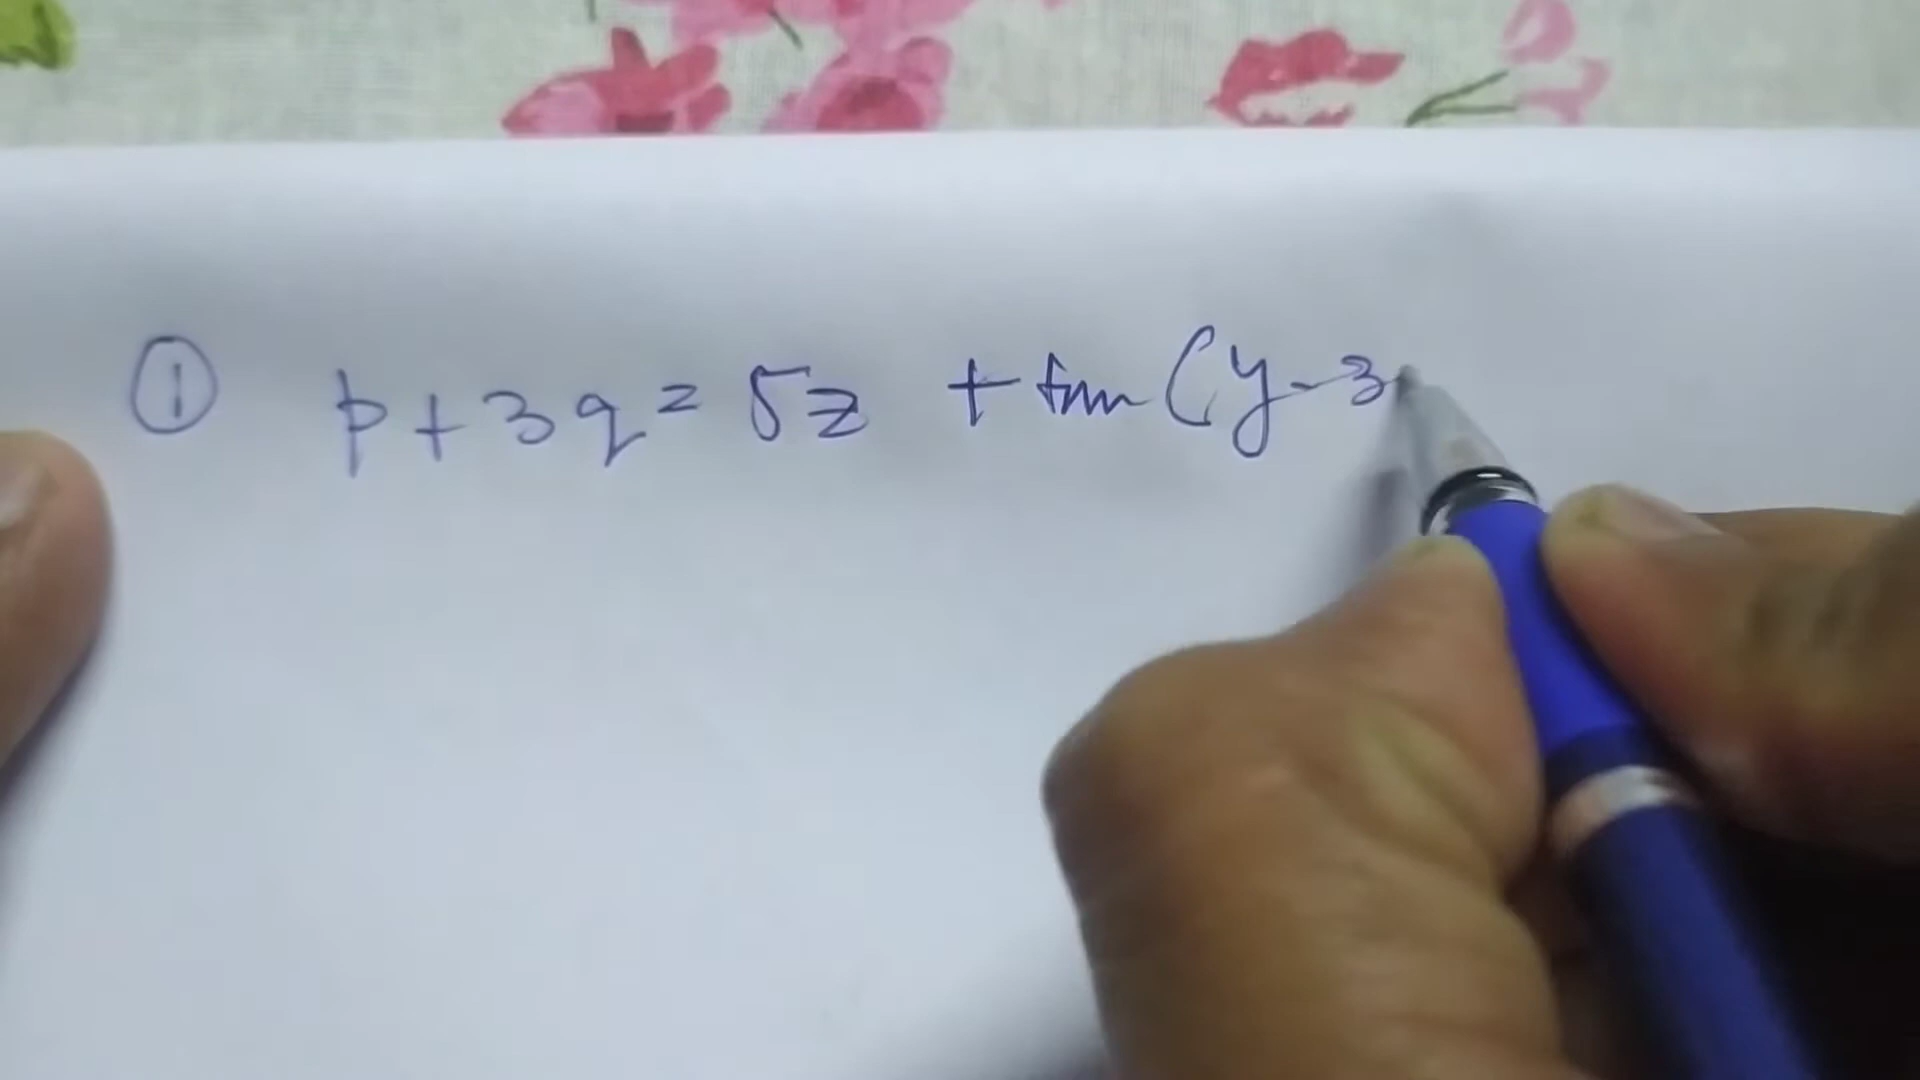 ① p + 3q = 5z + tan (y - 3